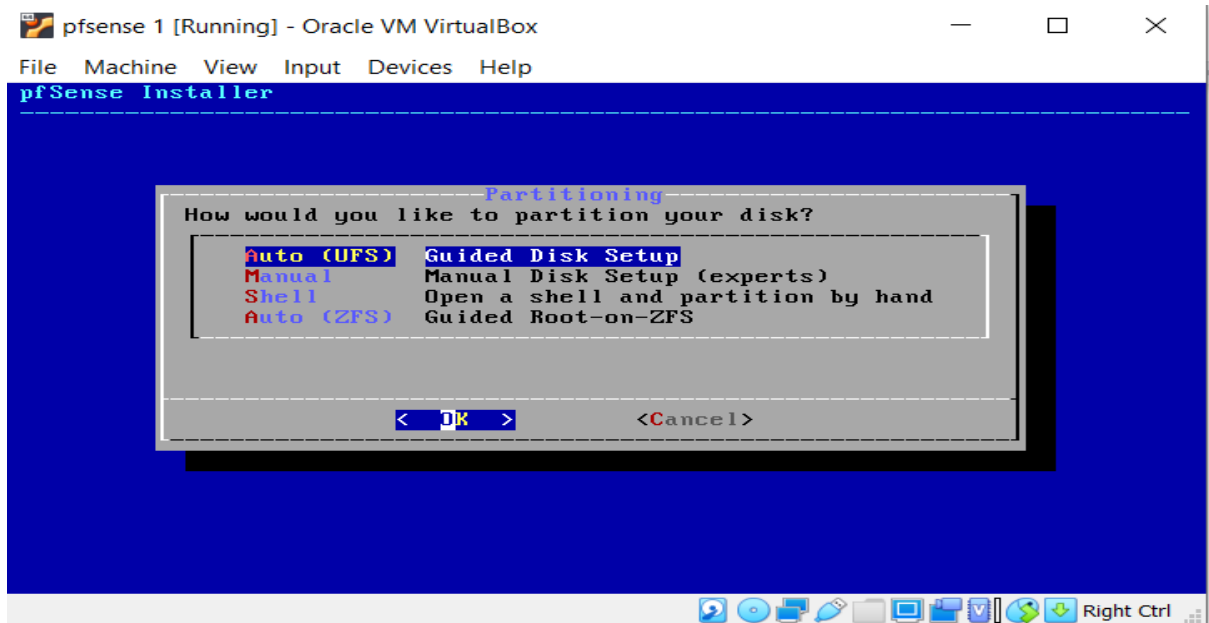 pfsense 1 [Running] - Oracle VM VirtualBox
File Machine View Input Devices Help
pfSense Installer
Partitioning
How would you like to partition your disk?
Auto (UFS) Guided Disk Setup
Manual Manual Disk Setup (experts)
Shell Open a shell and partition by hand
Auto (ZFS) Guided Root-on-ZFS
< OK > <Cancel>
Right Ctrl